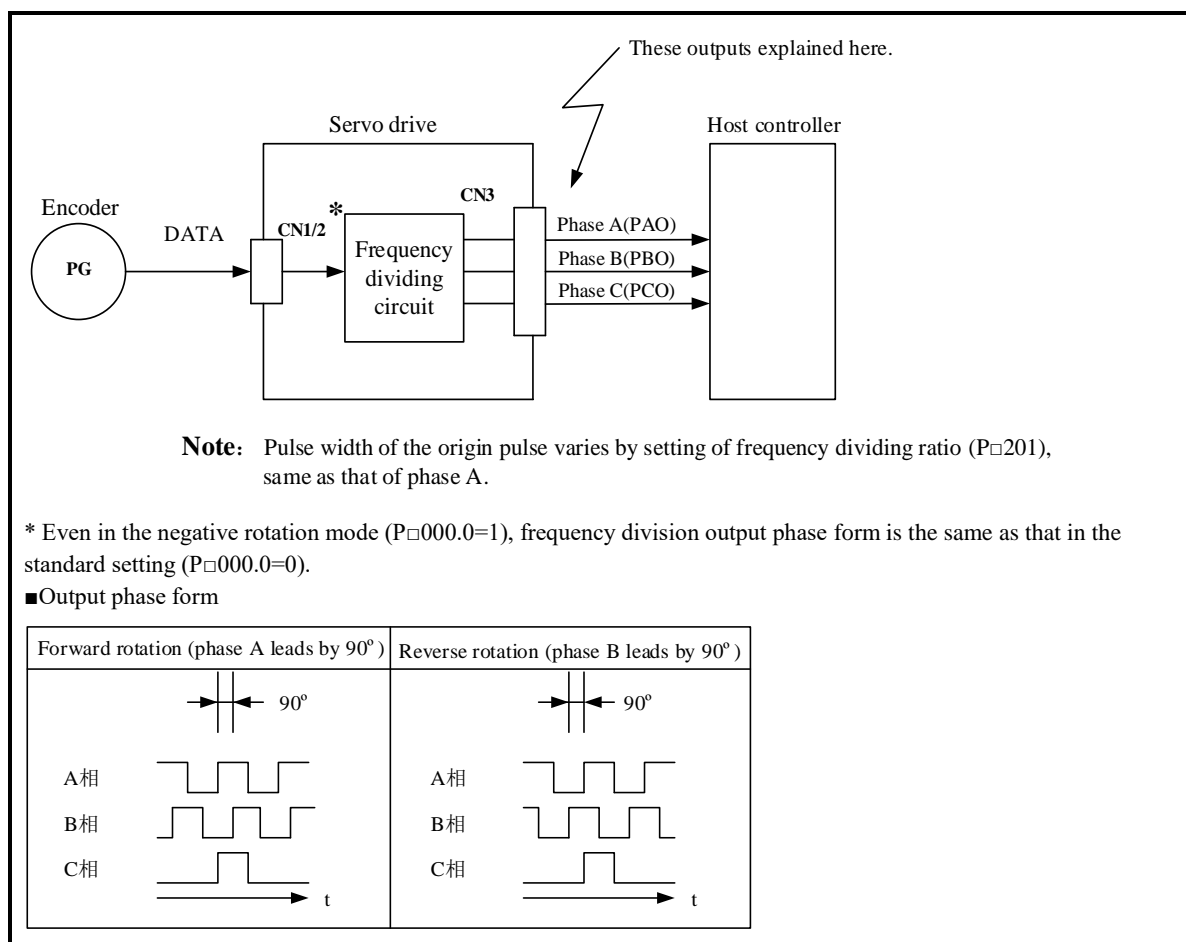 These outputs explained here.
Servo drive
Host controller
Encoder
PG
DATA
CN1/2
*
Frequency
dividing
circuit
CN3
Phase A(PAO)
Phase B(PBO)
Phase C(PCO)
Note： Pulse width of the origin pulse varies by setting of frequency dividing ratio (P□201),
same as that of phase A.
* Even in the negative rotation mode (P□000.0=1), frequency division output phase form is the same as that in the
standard setting (P□000.0=0).
■Output phase form
Forward rotation (phase A leads by 90°)
90°
A相
B相
C相
t
Reverse rotation (phase B leads by 90°)
90°
A相
B相
C相
t